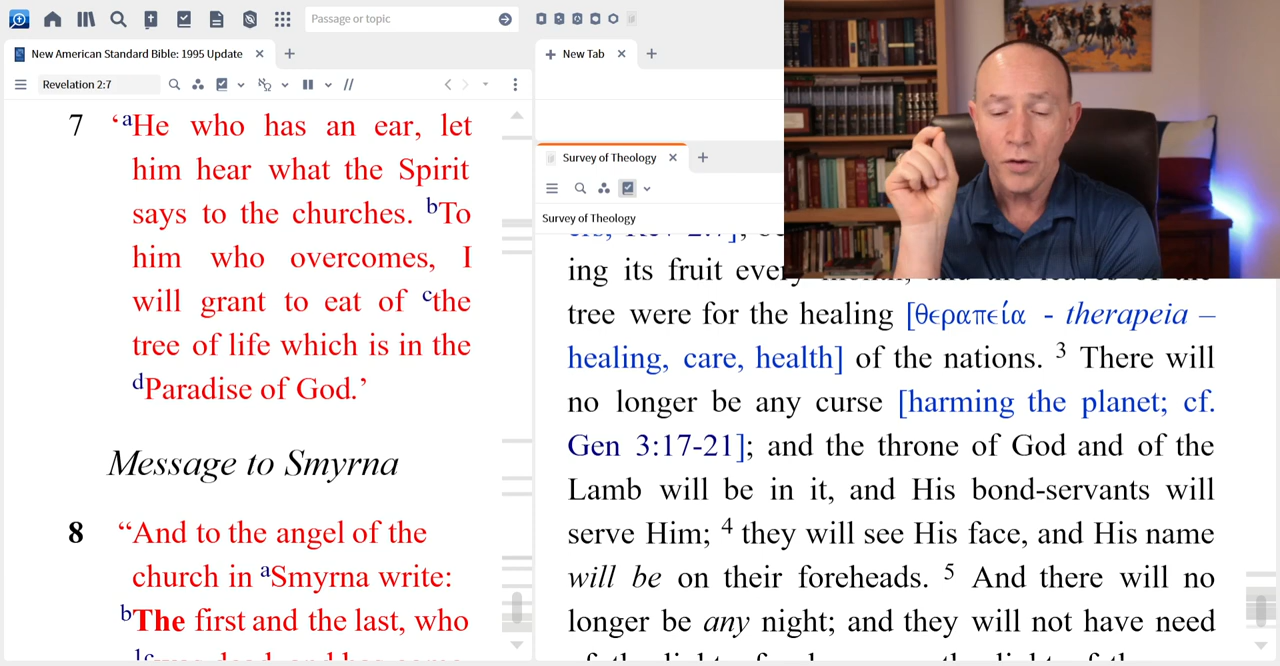 Passage or topic
New American Standard Bible: 1995 Update
New Tab
Revelation 2:7
7 ‘aHe who has an ear, let
him hear what the Spirit
says to the churches. bTo
him who overcomes, I
will grant to eat of cthe
tree of life which is in the
dParadise of God.’
Message to Smyrna
8 “And to the angel of the
church in aSmyrna write:
bThe first and the last, who
Survey of Theology
Survey of Theology
ing its fruit every
tree were for the healing [θεραπεία - therapeia –
healing, care, health] of the nations. 3 There will
no longer be any curse [harming the planet; cf.
Gen 3:17-21]; and the throne of God and of the
Lamb will be in it, and His bond-servants will
serve Him; 4 they will see His face, and His name
will be on their foreheads. 5 And there will no
longer be any night; and they will not have need